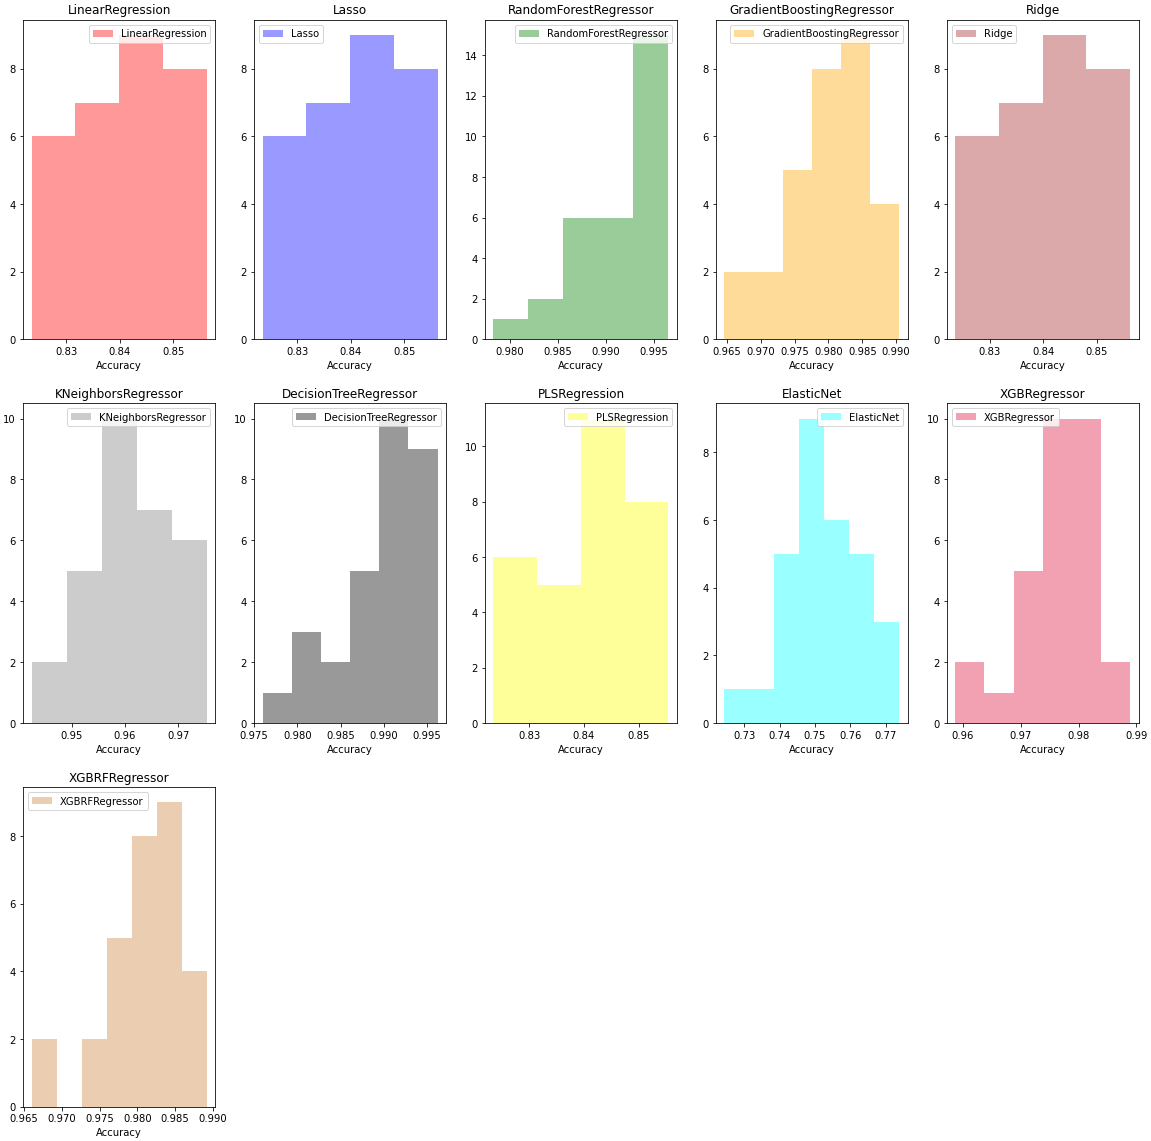 LinearRegression
LinearRegression
8
6
4
2
0
0.83 0.84 0.85
Accuracy
Lasso
Lasso
8
6
4
2
0
0.83 0.84 0.85
Accuracy
RandomForestRegressor
RandomForestRegressor
14
12
10
8
6
4
2
0
0.980 0.985 0.990 0.995
Accuracy
GradientBoostingRegressor
GradientBoostingRegressor
8
6
4
2
0
0.965 0.970 0.975 0.980 0.985 0.990
Accuracy
Ridge
Ridge
8
6
4
2
0
0.83 0.84 0.85
Accuracy
KNeighborsRegressor
KNeighborsRegressor
10
8
6
4
2
0
0.95 0.96 0.97
Accuracy
DecisionTreeRegressor
DecisionTreeRegressor
10
8
6
4
2
0
0.975 0.980 0.985 0.990 0.995
Accuracy
PLSRegression
PLSRegression
10
8
6
4
2
0
0.83 0.84 0.85
Accuracy
ElasticNet
ElasticNet
8
6
4
2
0
0.73 0.74 0.75 0.76 0.77
Accuracy
XGBRegressor
XGBRegressor
10
8
6
4
2
0
0.96 0.97 0.98 0.99
Accuracy
XGBRFRegressor
XGBRFRegressor
8
6
4
2
0
0.965 0.970 0.975 0.980 0.985 0.990
Accuracy